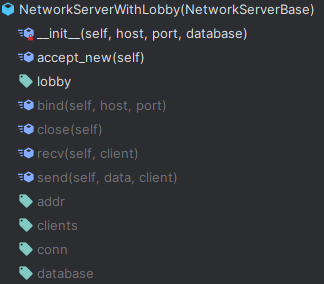 NetworkServerWithLobby(NetworkServerBase)
__init__(self, host, port, database)
accept_new(self)
lobby
bind(self, host, port)
close(self)
recv(self, client)
send(self, data, client)
addr
clients
conn
database